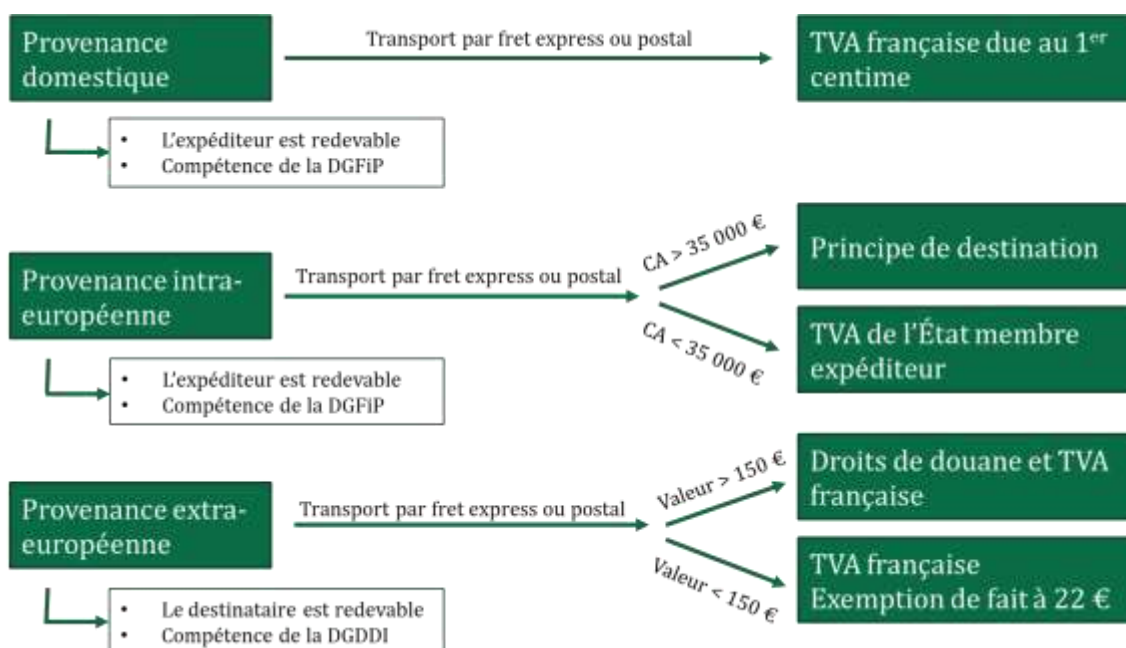 Provenance
domestique
Transport par fret express ou postal
TVA française due au 1er
centime
• L'expéditeur est redevable
• Compétence de la DGFiP
Provenance intra-
européenne
Transport par fret express ou postal
CA > 35 000 €
Principe de destination
CA < 35 000 €
TVA de l'État membre
expéditeur
• L'expéditeur est redevable
• Compétence de la DGFiP
Provenance extra-
européenne
Transport par fret express ou postal
Valeur > 150 €
Droits de douane et TVA
française
Valeur < 150 €
TVA française
Exemption de fait à 22 €
• Le destinataire est redevable
• Compétence de la DGDDI